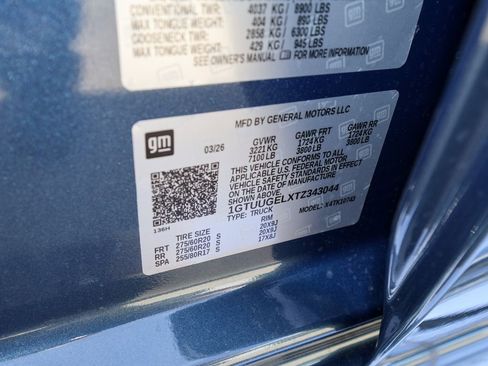 CONVENTIONAL TRWR 4037 KG / 8900 LBS
MAX TONGUE WEIGHT 404 KG / 890 LBS
GOOSENECK TRWR 2858 KG / 6300 LBS
MAX TONGUE WEIGHT 429 KG / 945 LBS
SEE OWNER'S MANUAL FOR MORE INFORMATION
gm
MFD BY GENERAL MOTORS LLC
03/26
GVWR GAWR FRT GAWR RR
3221 KG 1724 KG 1724 KG
7100 LB 3800 LB 3800 LB
THIS VEHICLE CONFORMS TO ALL
APPLICABLE U.S. FEDERAL MOTOR
VEHICLE SAFETY STANDARDS IN
EFFECT ON THE DATE OF
MANUFACTURE SHOWN ABOVE.
1GTUUGELXTZ343044
TYPE: TRUCK
136H
TIRE SIZE RIM
FRT 275/60R20 S 20X9J
RR 275/60R20 S 20X9J
SPA 255/80R17 S 17X8J